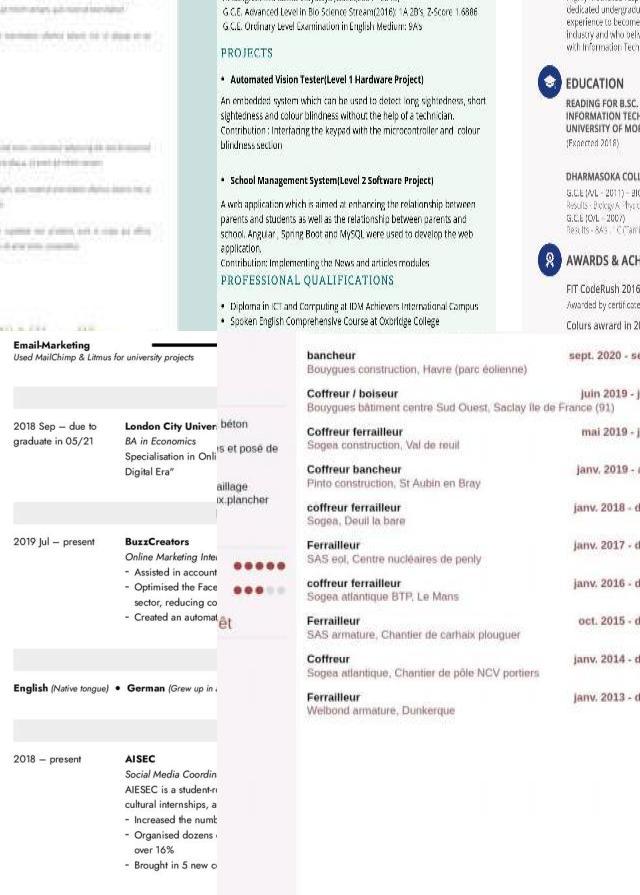 G.C.E. Advanced Level in Bio Science Stream(2016): 1A 2B's, Z-Score 1.6886
G.C.E. Ordinary Level Examination in English Medium: 9A's
PROJECTS
• Automated Vision Tester(Level 1 Hardware Project)
An embedded system which can be used to detect long sightedness, short
sightedness and colour blindness without the help of a technician.
Contribution : Interfacing the keypad with the microcontroller and colour
blindness section
• School Management System(Level 2 Software Project)
A web application which is aimed at enhancing the relationship between
parents and students as well as the relationship between parents and
school. Angular , Spring Boot and MySQL were used to develop the web
application.
Contribution: Implementing the News and articles modules
PROFESSIONAL QUALIFICATIONS
• Diploma in ICT and Computing at IDM Achievers International Campus
• Spoken English Comprehensive Course at Oxbridge College
dedicated undergradu
experience to become
industry and who beli
with Information Tech
EDUCATION
READING FOR B.SC.
INFORMATION TECH
UNIVERSITY OF MO
(Expected 2018)
DHARMASOKA COLL
G.C.E (A/L - 2011) - BI
Results - Biology A Physic
G.C.E (O/L - 2007)
AWARDS & ACH
FIT CodeRush 2016
Awarded by certificate
Colurs awrard in 20
Email-Marketing
Used MailChimp & Litmus for university projects
2018 Sep – due to
graduate in 05/21
London City Univer
BA in Economics
Specialisation in Onli
Digital Era"
2019 Jul – present
BuzzCreators
Online Marketing Inte
- Assisted in account
- Optimised the Face
sector, reducing co
- Created an automat
English (Native tongue) • German (Grew up in
2018 – present
AISEC
Social Media Coordin
AIESEC is a student-r
cultural internships, a
- Increased the numb
- Organised dozens
over 16%
- Brought in 5 new c
béton
s et posé de
aillage
x.plancher
êt
bancheur sept. 2020 - se
Bouygues construction, Havre (parc éolienne)
Coffreur / boiseur juin 2019 - j
Bouygues bâtiment centre Sud Ouest, Saclay île de France (91)
Coffreur ferrailleur mai 2019 - j
Sogea construction, Val de reuil
Coffreur bancheur janv. 2019 - a
Pinto construction, St Aubin en Bray
coffreur ferrailleur janv. 2018 - d
Sogea, Deuil la bare
Ferrailleur janv. 2017 - d
SAS eol, Centre nucléaires de penly
coffreur ferrailleur janv. 2016 - d
Sogea atlantique BTP, Le Mans
Ferrailleur oct. 2015 - d
SAS armature, Chantier de carhaix plouguer
Coffreur janv. 2014 - d
Sogea atlantique, Chantier de pôle NCV portiers
Ferrailleur janv. 2013 - d
Welbond armature, Dunkerque